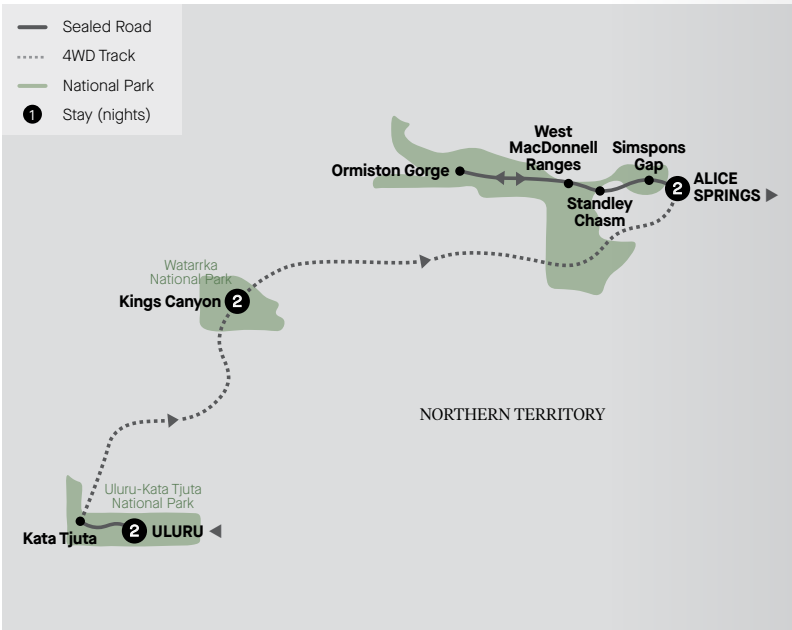 Sealed Road
4WD Track
National Park
1 Stay (nights)
West
MacDonnell
Ranges
Simspons
Gap
Ormiston Gorge
2 ALICE
SPRINGS
Standley
Chasm
Watarrka
National Park
Kings Canyon 2
NORTHERN TERRITORY
Uluru-Kata Tjuta
National Park
2 ULURU
Kata Tjuta